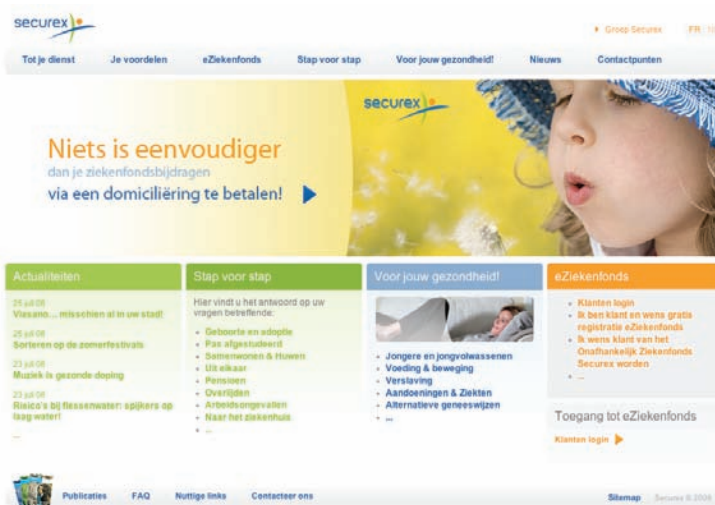 securex
Groep Securex
FR
Tot je dienst
Je voordelen
eZiekenfonds
Stap voor stap
Voor jouw gezondheid!
Nieuws
Contactpunten
securex
Niets is eenvoudiger
dan je ziekenfondsbijdragen
via een domiciliëring te betalen!
Actualiteiten
25 juli 08
Viasano... misschien al in uw stad!
25 juli 08
Sorteren op de zomerfestivals
23 juli 08
Muziek is gezonde doping
23 juli 08
Risico's bij flessenwater: spijkers op
laag water!
...
Stap voor stap
Hier vindt u het antwoord op uw
vragen betreffende:
Geboorte en adoptie
Pas afgestudeerd
Samenwonen & Huwen
Uit elkaar
Pensioen
Overlijden
Arbeidsongevallen
Naar het ziekenhuis
...
Voor jouw gezondheid!
Jongere en jongvolwassenen
Voeding & beweging
Verslaving
Aandoeningen & Ziekten
Alternatieve geneeswijzen
...
eZiekenfonds
Klanten login
Ik ben klant en wens gratis
registratie eZiekenfonds
Ik wens klant van het
Onafhankelijk Ziekenfonds
Securex worden
...
Toegang tot eZiekenfonds
Klanten login
Publicaties
FAQ
Nuttige links
Contacteer ons
Sitemap
Securex ©